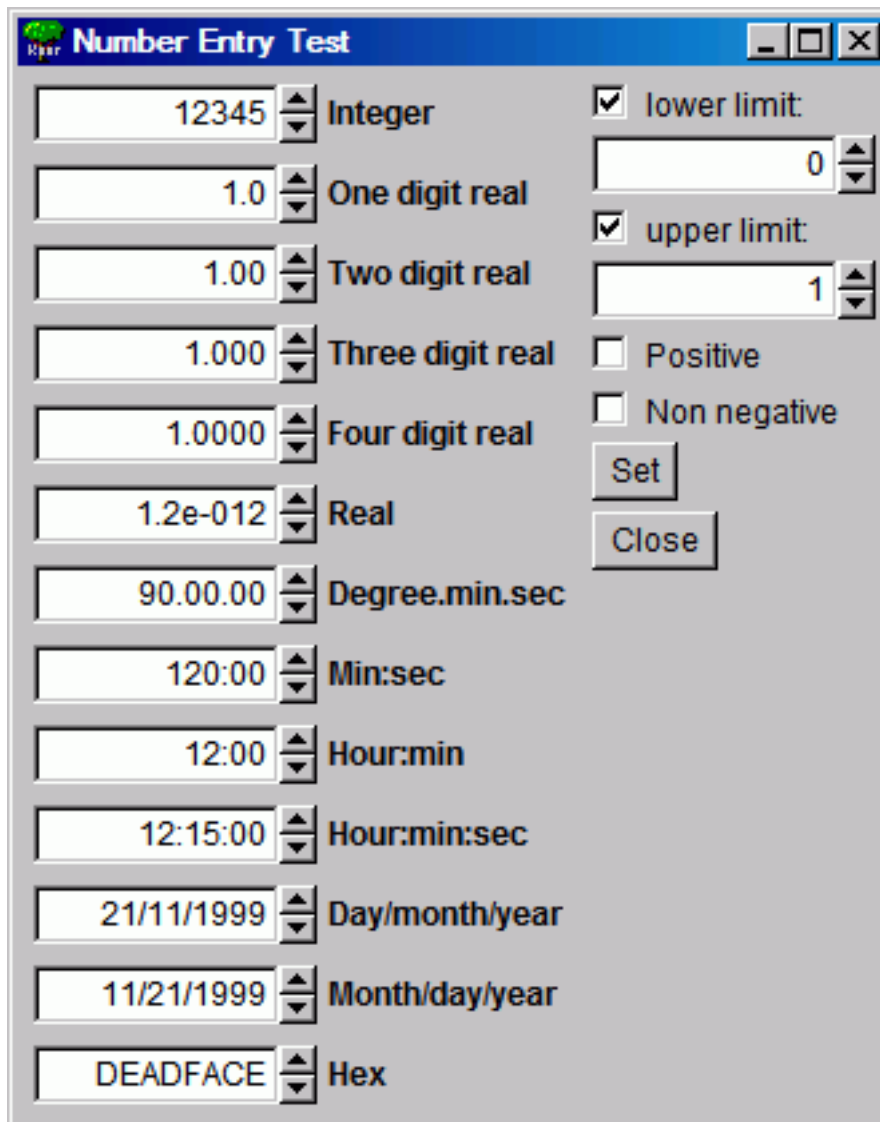 Number Entry Test
12345 Integer
1.0 One digit real
1.00 Two digit real
1.000 Three digit real
1.0000 Four digit real
1.2e-012 Real
90.00.00 Degree.min.sec
120:00 Min:sec
12:00 Hour:min
12:15:00 Hour:min:sec
21/11/1999 Day/month/year
11/21/1999 Month/day/year
DEADFACE Hex
lower limit:
0
upper limit:
1
Positive
Non negative
Set
Close